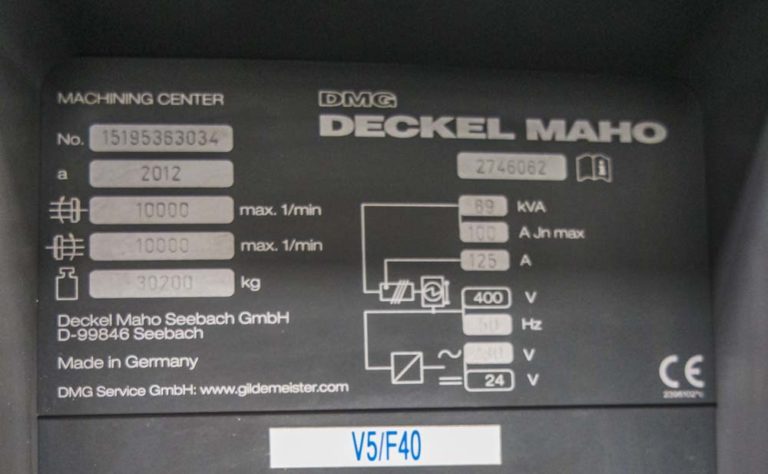 MACHINING CENTER
DMG
DECKEL MAHO
No. 15195363034
2746062
a 2012
10000 max. 1/min
10000 max. 1/min
30200 kg
69 kVA
100 A Jn max
125 A
400 V
50 Hz
V
24 V
Deckel Maho Seebach GmbH
D-99846 Seebach
Made in Germany
DMG Service GmbH: www.gildemeister.com
CE
V5/F40